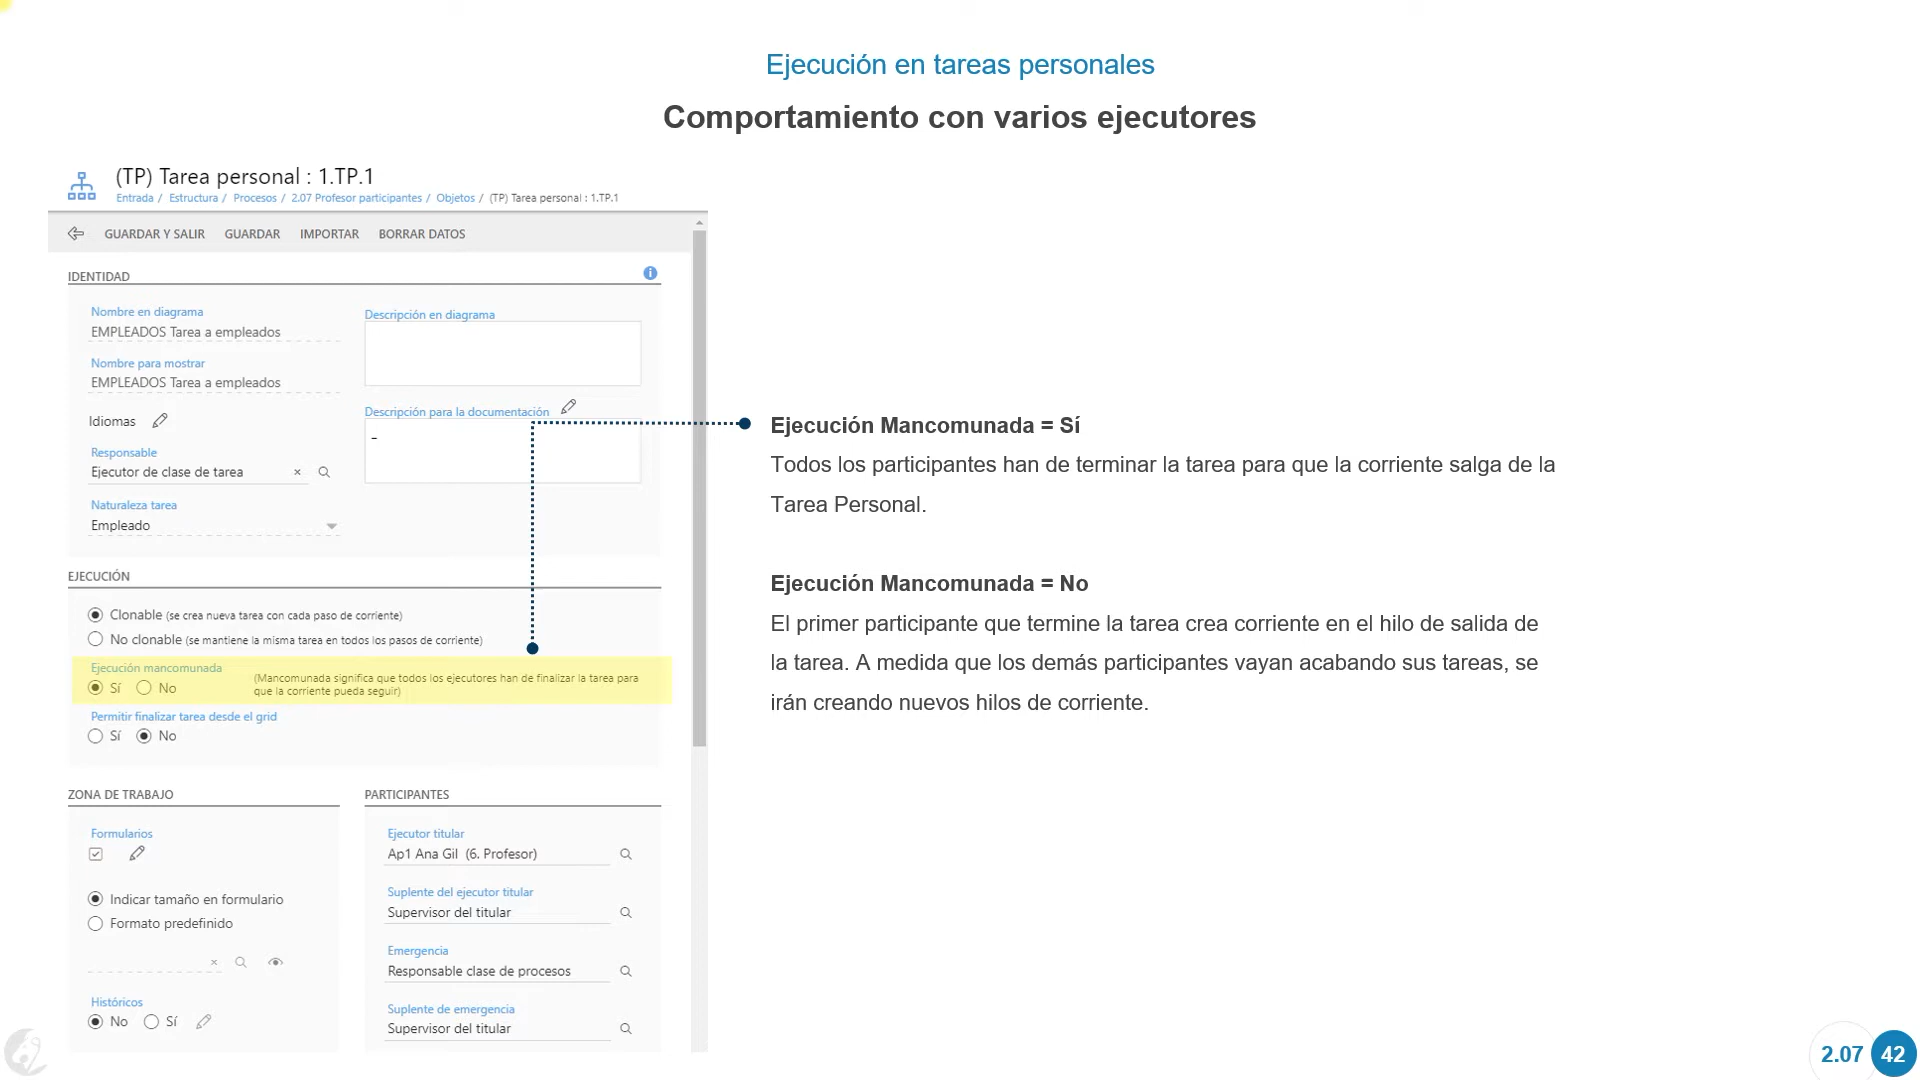 Ejecución en tareas personales
Comportamiento con varios ejecutores
(TP) Tarea personal : 1.TP.1
Entrada / Estructura / Procesos / 2.07 Profesor participantes / Objetos / (TP) Tarea personal : 1.TP.1
GUARDAR Y SALIR GUARDAR IMPORTAR BORRAR DATOS
IDENTIDAD
Nombre en diagrama
EMPLEADOS Tarea a empleados
Nombre para mostrar
EMPLEADOS Tarea a empleados
Idiomas
Responsable
Ejecutor de clase de tarea
Naturaleza tarea
Empleado
Descripción en diagrama
Descripción para la documentación
-
EJECUCIÓN
Clonable (se crea nueva tarea con cada paso de corriente)
No clonable (se mantiene la misma tarea en todos los pasos de corriente)
Ejecución mancomunada
Sí No
(Mancomunada significa que todos los ejecutores han de finalizar la tarea para
que la corriente pueda seguir)
Permitir finalizar tarea desde el grid
Sí No
ZONA DE TRABAJO
Formularios
Indicar tamaño en formulario
Formato predefinido
Históricos
No Sí
PARTICIPANTES
Ejecutor titular
Ap1 Ana Gil (6. Profesor)
Suplente del ejecutor titular
Supervisor del titular
Emergencia
Responsable clase de procesos
Suplente de emergencia
Supervisor del titular
Ejecución Mancomunada = Sí
Todos los participantes han de terminar la tarea para que la corriente salga de la
Tarea Personal.
Ejecución Mancomunada = No
El primer participante que termine la tarea crea corriente en el hilo de salida de
la tarea. A medida que los demás participantes vayan acabando sus tareas, se
irán creando nuevos hilos de corriente.
2.07 42